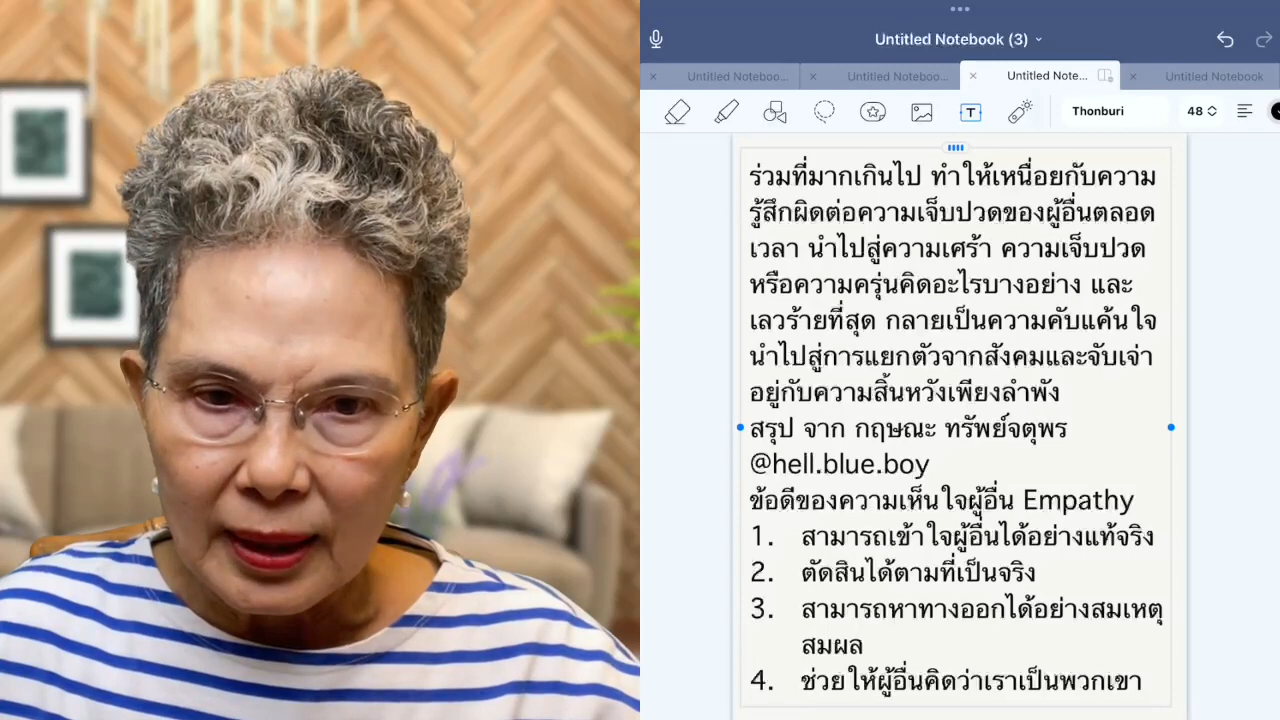 Untitled Notebook (3)
Untitled Noteboo...
Untitled Noteboo...
Untitled Note...
Untitled Notebook
T
Thonburi
48
ร่วมที่มากเกินไป ทำให้เหนื่อยกับความ
รู้สึกผิดต่อความเจ็บปวดของผู้อื่นตลอด
เวลา นำไปสู่ความเศร้า ความเจ็บปวด
หรือความครุ่นคิดอะไรบางอย่าง และ
เลวร้ายที่สุด กลายเป็นความคับแค้นใจ
นำไปสู่การแยกตัวจากสังคมและจับเจ่า
อยู่กับความสิ้นหวังเพียงลำพัง
สรุป จาก กฤษณะ ทรัพย์จตุพร
@hell.blue.boy
ข้อดีของความเห็นใจผู้อื่น Empathy
1. สามารถเข้าใจผู้อื่นได้อย่างแท้จริง
2. ตัดสินได้ตามที่เป็นจริง
3. สามารถหาทางออกได้อย่างสมเหตุ
สมผล
4. ช่วยให้ผู้อื่นคิดว่าเราเป็นพวกเขา